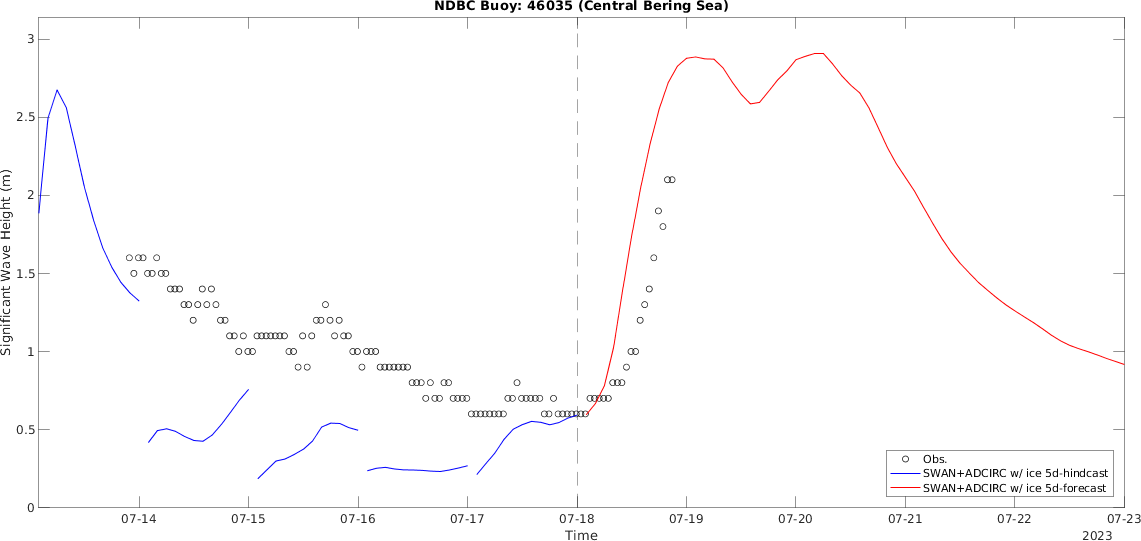 NDBC Buoy: 46035 (Central Bering Sea)
Significant Wave Height (m)
3
2.5
2
1.5
1
0.5
0
Obs.
SWAN+ADCIRC w/ ice 5d-hindcast
SWAN+ADCIRC w/ ice 5d-forecast
07-14 07-15 07-16 07-17 07-18 07-19 07-20 07-21 07-22 07-23
Time
2023